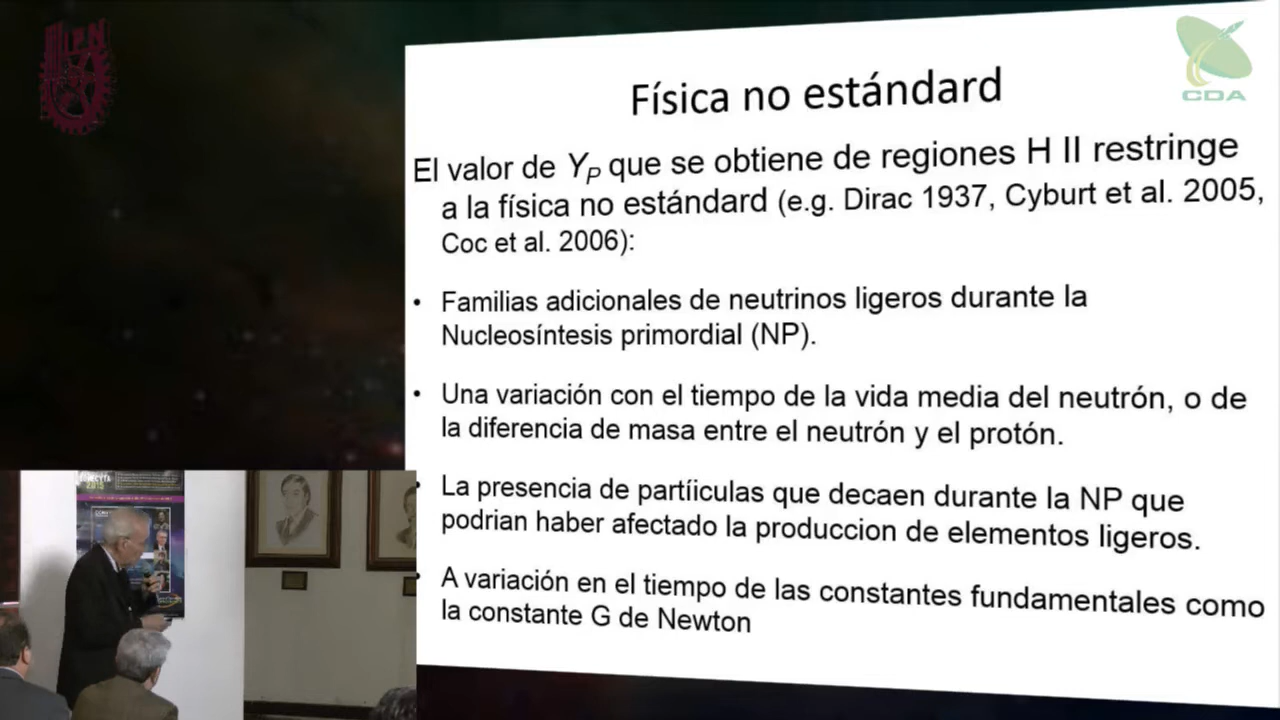 IPN
CDA
Física no estándard
El valor de YP que se obtiene de regiones H II restringe
a la física no estándard (e.g. Dirac 1937, Cyburt et al. 2005,
Coc et al. 2006):
• Familias adicionales de neutrinos ligeros durante la
Nucleosíntesis primordial (NP).
• Una variación con el tiempo de la vida media del neutrón, o de
la diferencia de masa entre el neutrón y el protón.
• La presencia de partíiculas que decaen durante la NP que
podrian haber afectado la produccion de elementos ligeros.
• A variación en el tiempo de las constantes fundamentales como
la constante G de Newton